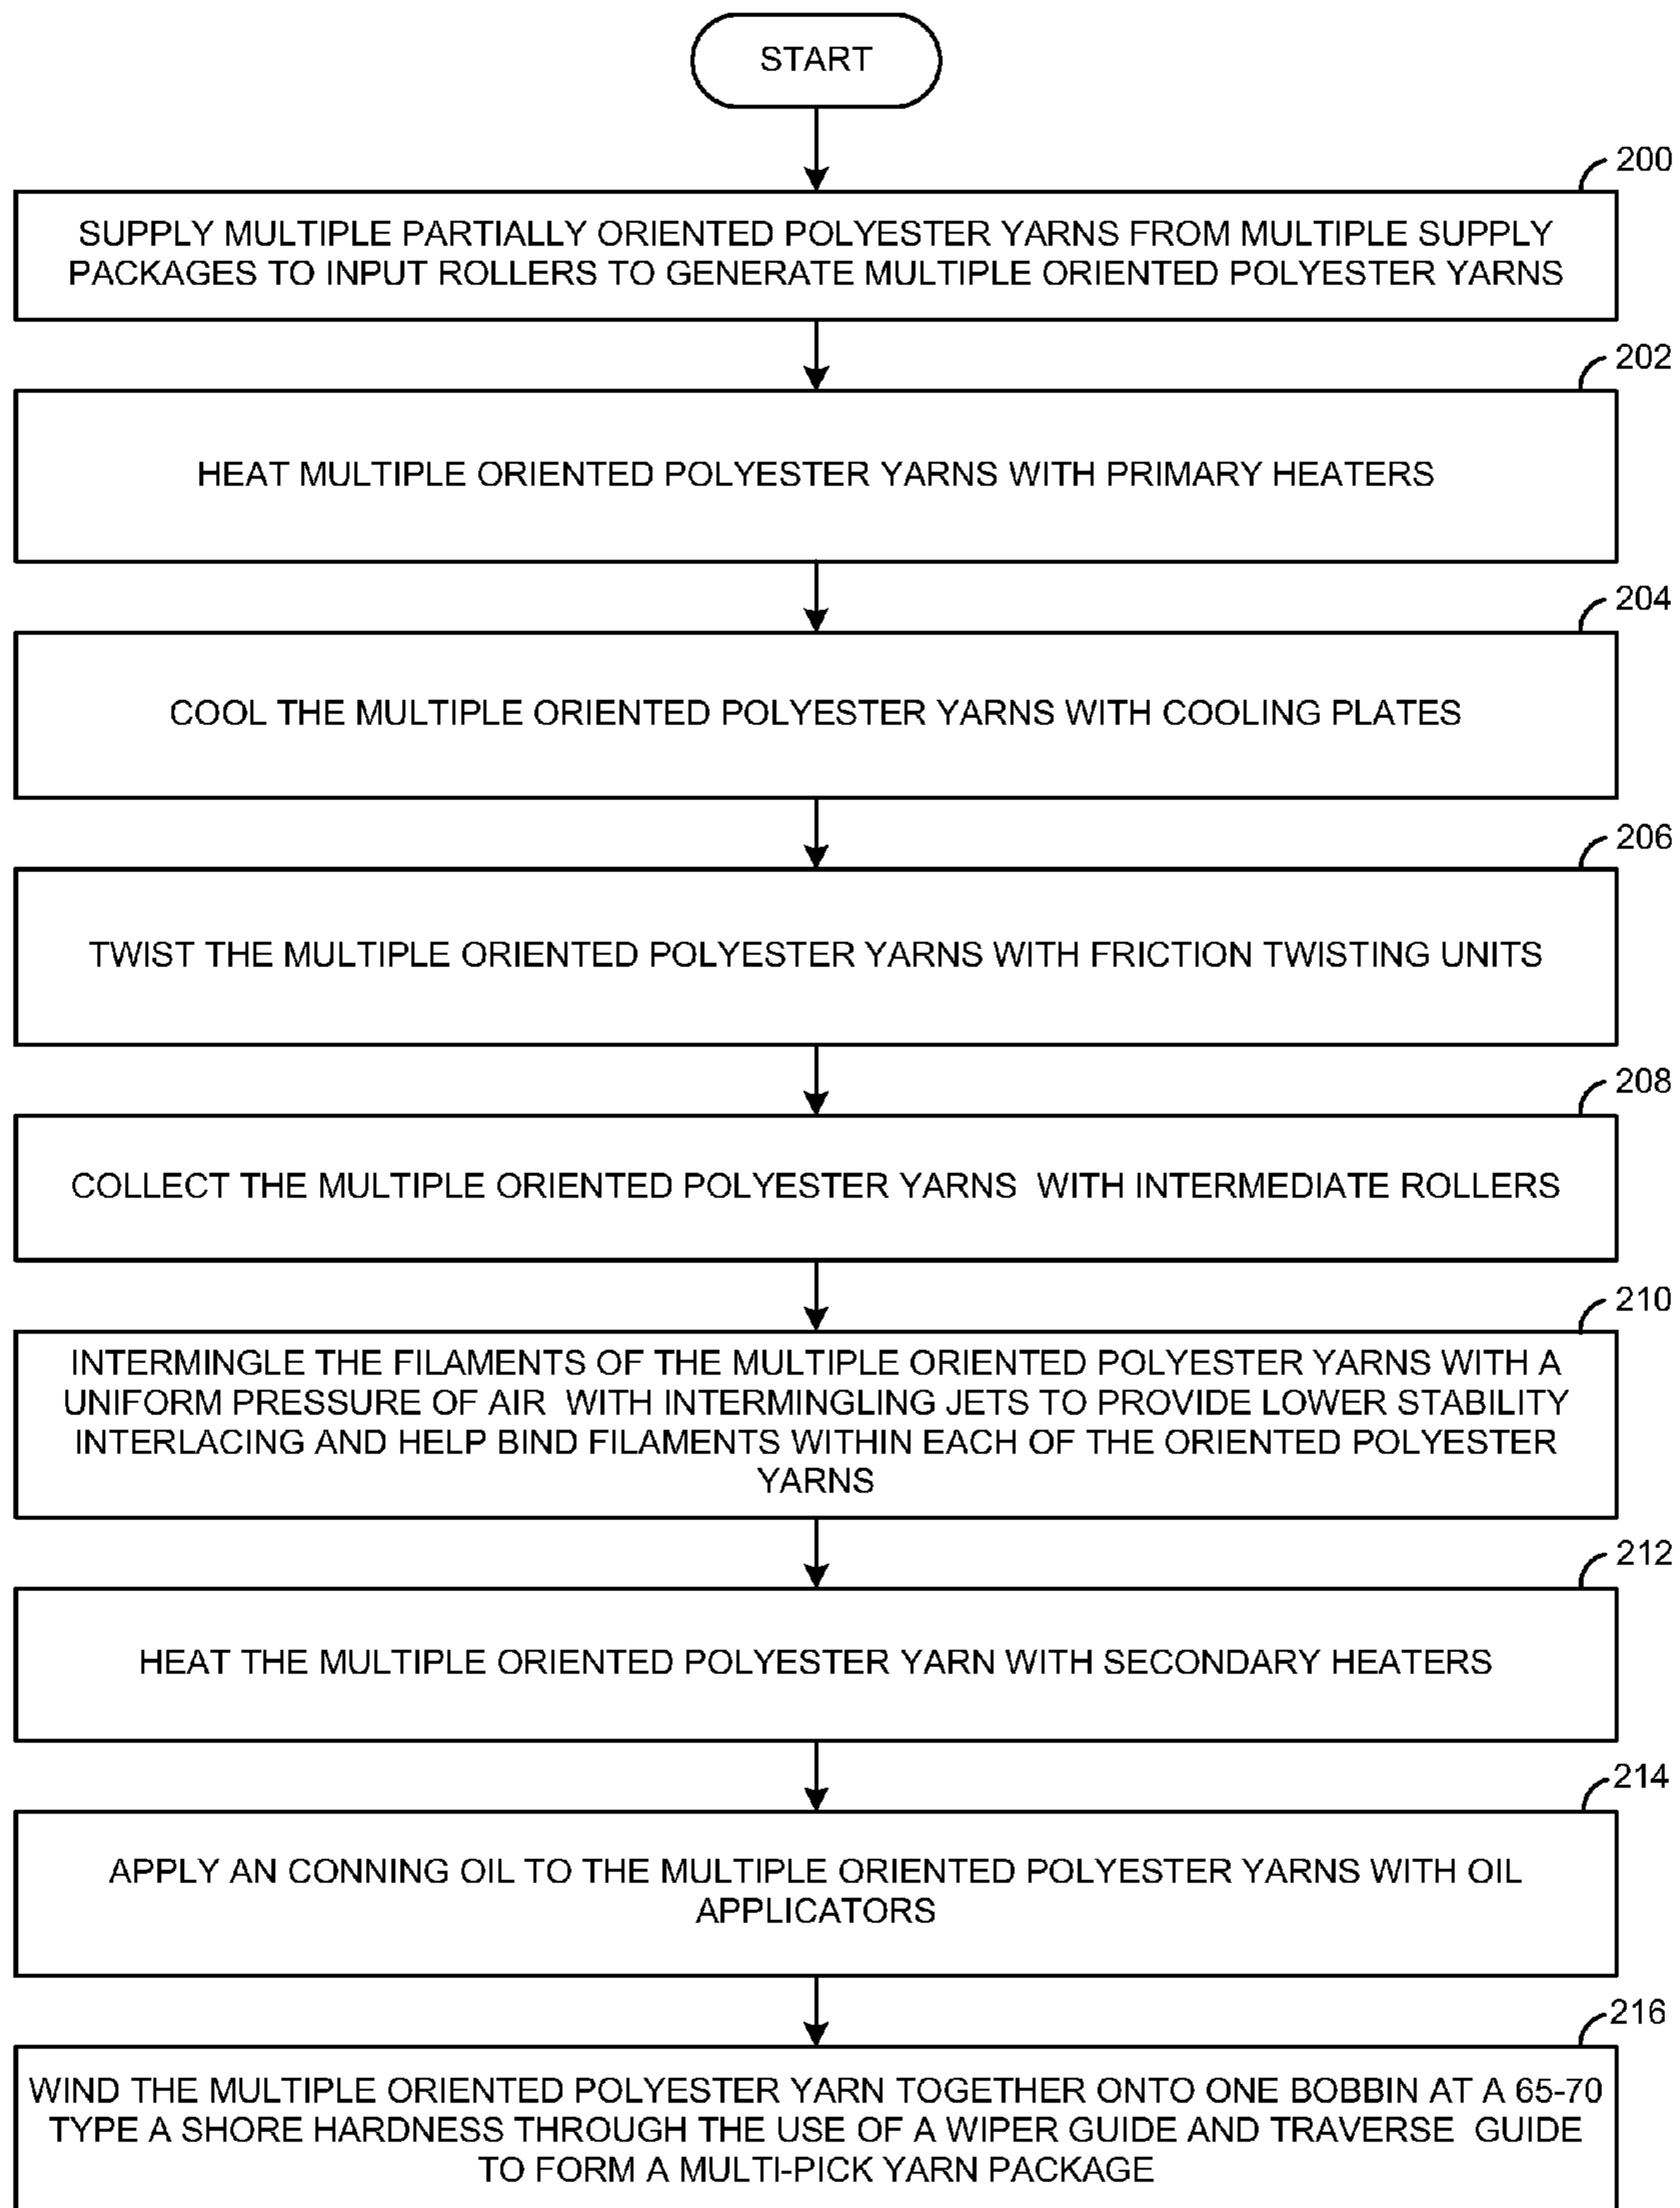 START
200
SUPPLY MULTIPLE PARTIALLY ORIENTED POLYESTER YARNS FROM MULTIPLE SUPPLY
PACKAGES TO INPUT ROLLERS TO GENERATE MULTIPLE ORIENTED POLYESTER YARNS
202
HEAT MULTIPLE ORIENTED POLYESTER YARNS WITH PRIMARY HEATERS
204
COOL THE MULTIPLE ORIENTED POLYESTER YARNS WITH COOLING PLATES
206
TWIST THE MULTIPLE ORIENTED POLYESTER YARNS WITH FRICTION TWISTING UNITS
208
COLLECT THE MULTIPLE ORIENTED POLYESTER YARNS WITH INTERMEDIATE ROLLERS
210
INTERMINGLE THE FILAMENTS OF THE MULTIPLE ORIENTED POLYESTER YARNS WITH A
UNIFORM PRESSURE OF AIR WITH INTERMINGLING JETS TO PROVIDE LOWER STABILITY
INTERLACING AND HELP BIND FILAMENTS WITHIN EACH OF THE ORIENTED POLYESTER
YARNS
212
HEAT THE MULTIPLE ORIENTED POLYESTER YARN WITH SECONDARY HEATERS
214
APPLY AN CONNING OIL TO THE MULTIPLE ORIENTED POLYESTER YARNS WITH OIL
APPLICATORS
216
WIND THE MULTIPLE ORIENTED POLYESTER YARN TOGETHER ONTO ONE BOBBIN AT A 65-70
TYPE A SHORE HARDNESS THROUGH THE USE OF A WIPER GUIDE AND TRAVERSE GUIDE
TO FORM A MULTI-PICK YARN PACKAGE